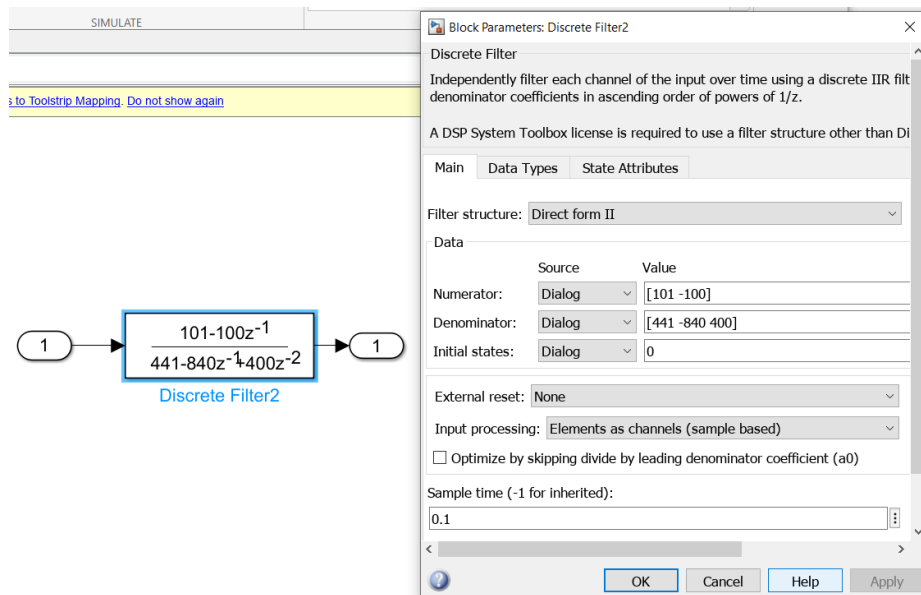 SIMULATE
s to Toolstrip Mapping. Do not show again
1
101-100z-1
441-840z-1+400z-2
1
Discrete Filter2
Block Parameters: Discrete Filter2
Discrete Filter
Independently filter each channel of the input over time using a discrete IIR filt
denominator coefficients in ascending order of powers of 1/z.
A DSP System Toolbox license is required to use a filter structure other than Di
Main Data Types State Attributes
Filter structure: Direct form II
Data
Source Value
Numerator: Dialog [101 -100]
Denominator: Dialog [441 -840 400]
Initial states: Dialog 0
External reset: None
Input processing: Elements as channels (sample based)
Optimize by skipping divide by leading denominator coefficient (a0)
Sample time (-1 for inherited):
0.1
OK Cancel Help Apply